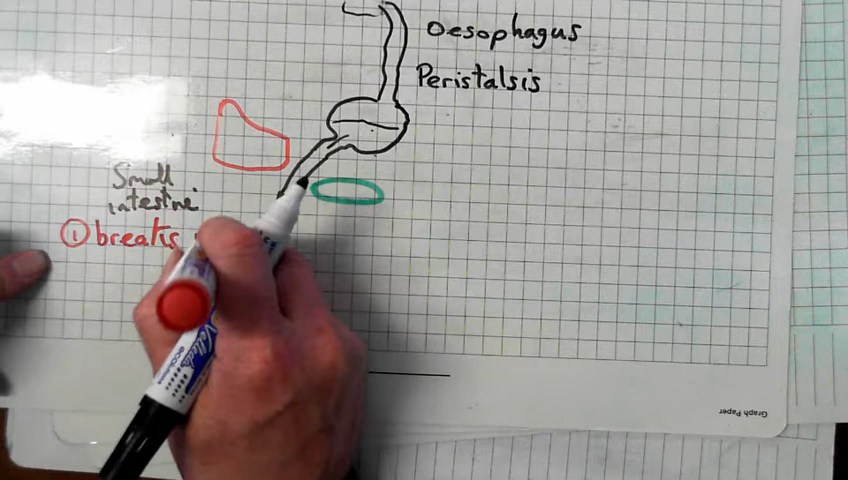 Oesophagus
Peristalsis
Small
intestine
① breaks
Graph Paper